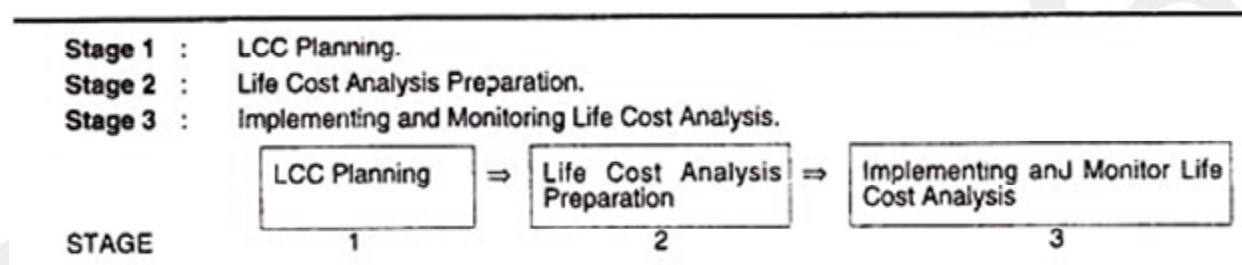 Stage 1 : LCC Planning.
Stage 2 : Life Cost Analysis Preparation.
Stage 3 : Implementing and Monitoring Life Cost Analysis.
LCC Planning ⇒ Life Cost Analysis ⇒ Implementing and Monitor Life
Preparation Cost Analysis
STAGE 1 2 3